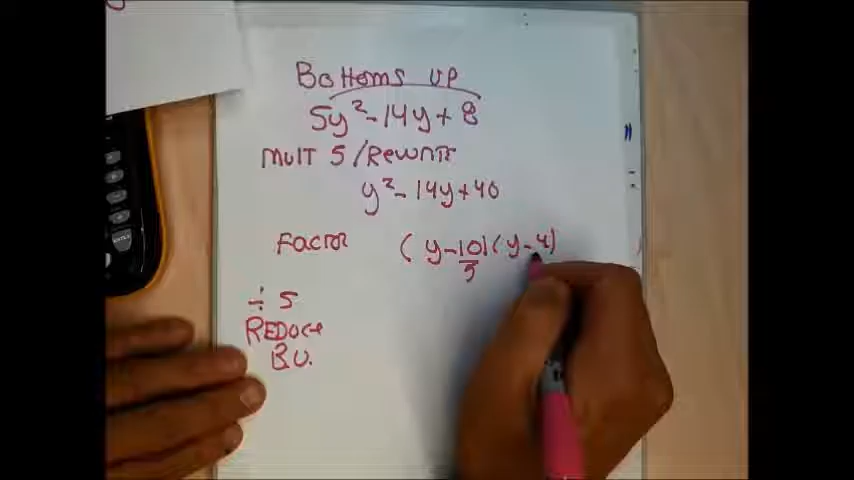 Bottoms UP
5y² - 14y + 8
MULT 5 / REWRITE
y² - 14y + 40
FACTOR (y - 10/5)(y - 4)
÷ 5
REDUCE
B.U.